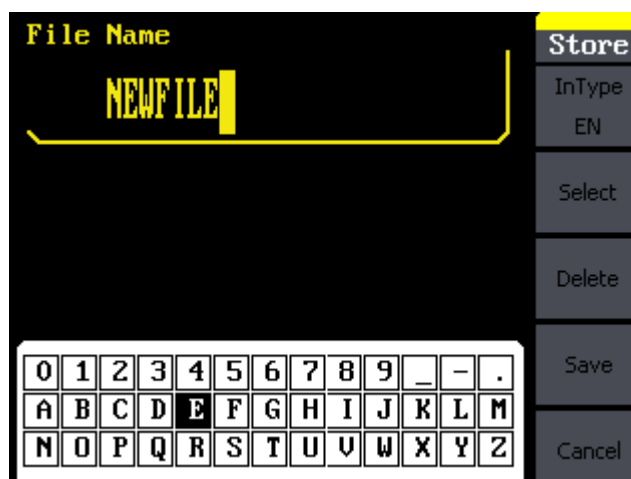 File Name
NEWFILE
Store
InType
EN
Select
Delete
Save
Cancel
0 1 2 3 4 5 6 7 8 9 _ - .
A B C D E F G H I J K L M
N O P Q R S T U V W X Y Z